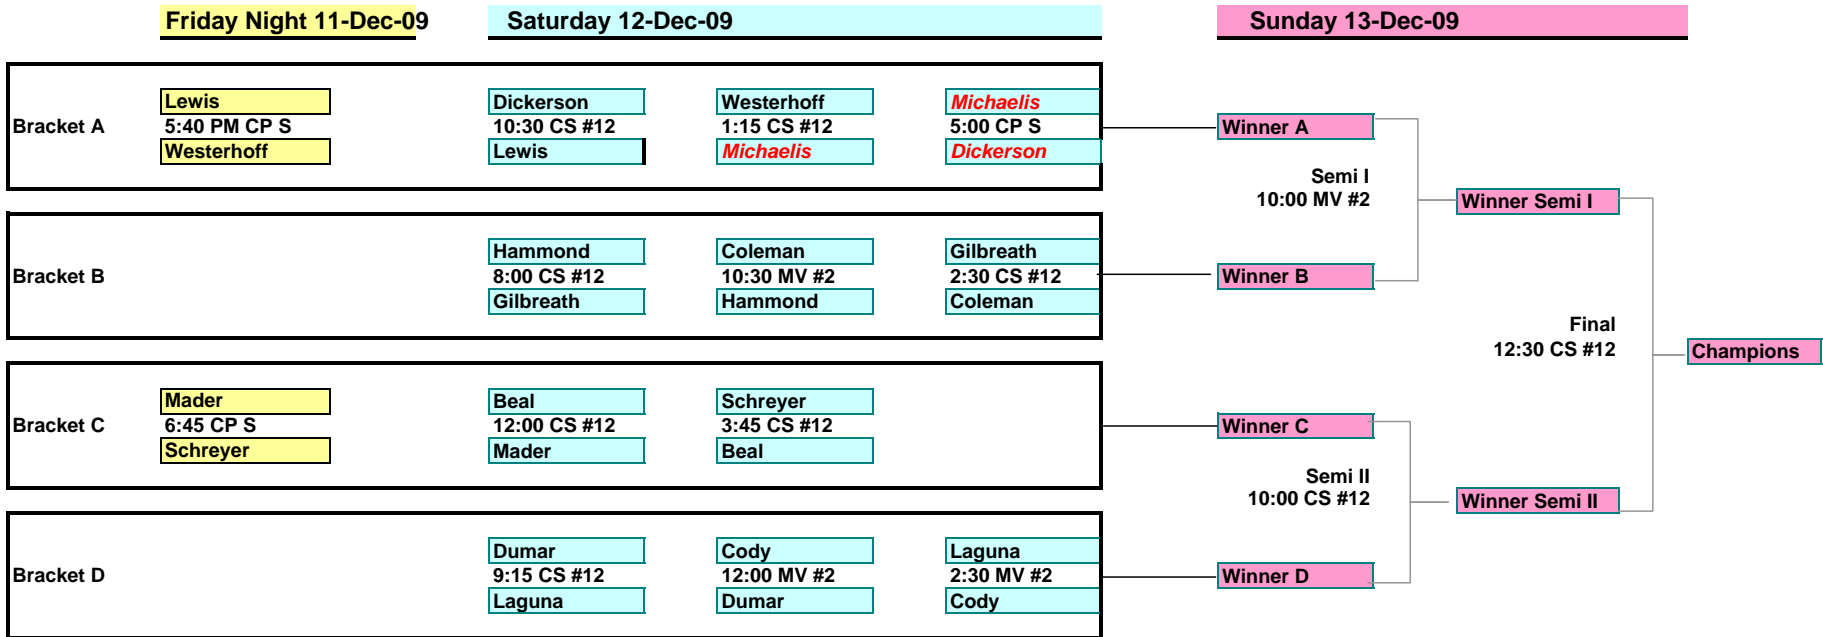 Friday Night 11-Dec-09
Saturday 12-Dec-09
Sunday 13-Dec-09
Bracket A
Lewis
5:40 PM CP S
Westerhoff
Dickerson
10:30 CS #12
Lewis
Westerhoff
1:15 CS #12
Michaelis
Michaelis
5:00 CP S
Dickerson
Winner A
Semi I
10:00 MV #2
Winner Semi I
Bracket B
Hammond
8:00 CS #12
Gilbreath
Coleman
10:30 MV #2
Hammond
Gilbreath
2:30 CS #12
Coleman
Winner B
Final
12:30 CS #12
Champions
Bracket C
Mader
6:45 CP S
Schreyer
Beal
12:00 CS #12
Mader
Schreyer
3:45 CS #12
Beal
Winner C
Semi II
10:00 CS #12
Winner Semi II
Bracket D
Dumar
9:15 CS #12
Laguna
Cody
12:00 MV #2
Dumar
Laguna
2:30 MV #2
Cody
Winner D